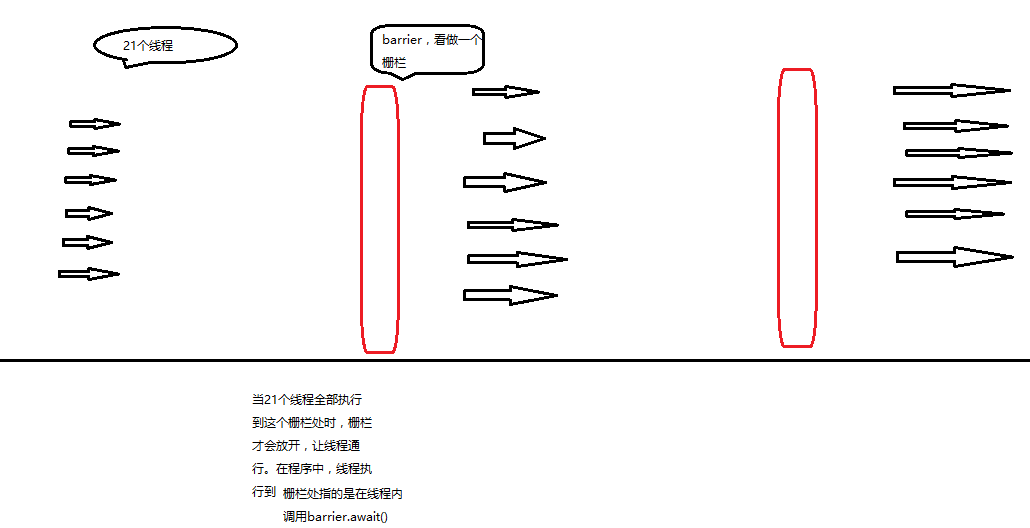 21个线程
barrier，看做一个
栅栏
当21个线程全部执行
到这个栅栏处时，栅栏
才会放开，让线程通
行。在程序中，线程执
行到 栅栏处指的是在线程内
调用barrier.await()